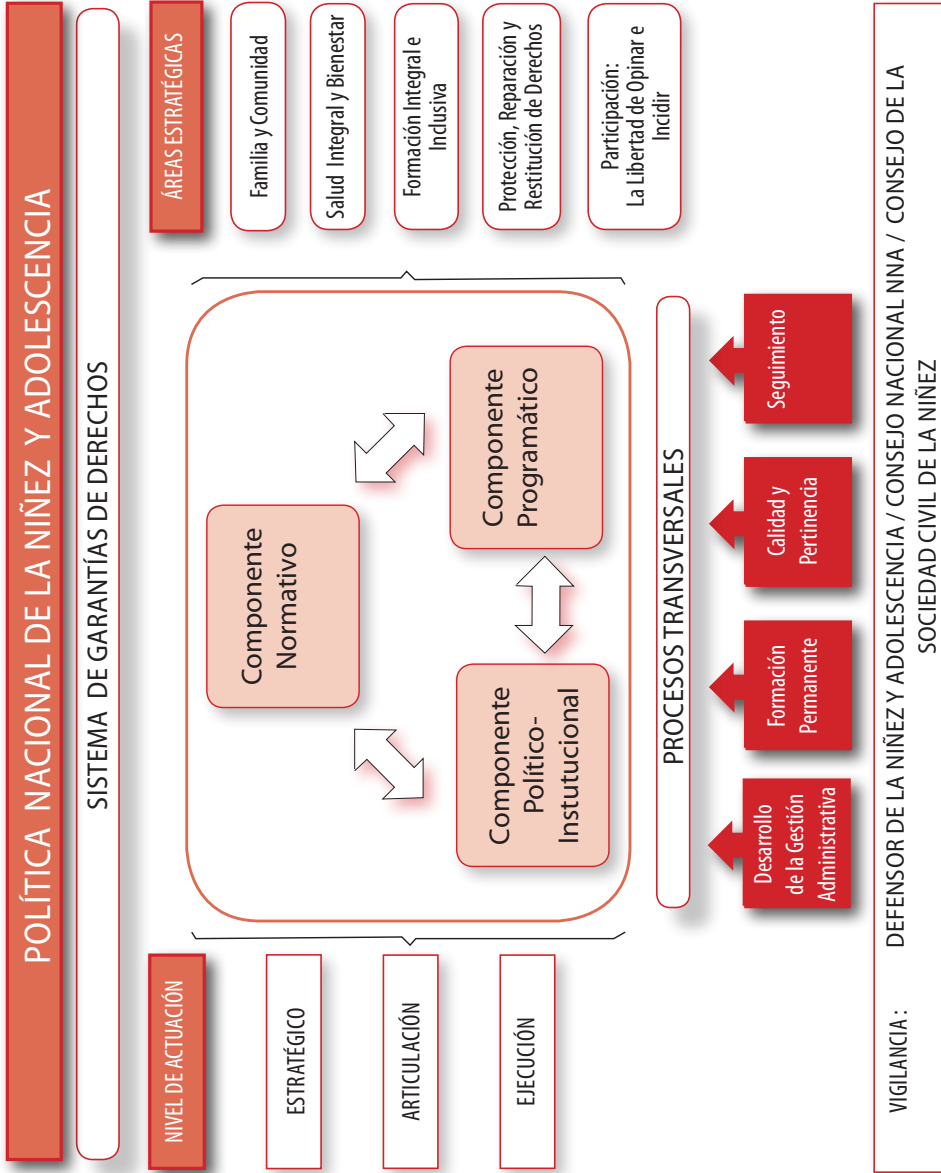 POLÍTICA NACIONAL DE LA NIÑEZ Y ADOLESCENCIA
SISTEMA DE GARANTÍAS DE DERECHOS
NIVEL DE ACTUACIÓN
ESTRATÉGICO
ARTICULACIÓN
EJECUCIÓN
Componente
Normativo
Componente
Político-
Instutucional
Componente
Programático
ÁREAS ESTRATÉGICAS
Familia y Comunidad
Salud Integral y Bienestar
Formación Integral e
Inclusiva
Protección, Reparación y
Restitución de Derechos
Participación:
La Libertad de Opinar e
Incidir
PROCESOS TRANSVERSALES
Desarrollo
de la Gestión
Administrativa
Formación
Permanente
Calidad y
Pertinencia
Seguimiento
VIGILANCIA: DEFENSOR DE LA NIÑEZ Y ADOLESCENCIA / CONSEJO NACIONAL NNA / CONSEJO DE LA
SOCIEDAD CIVIL DE LA NIÑEZ